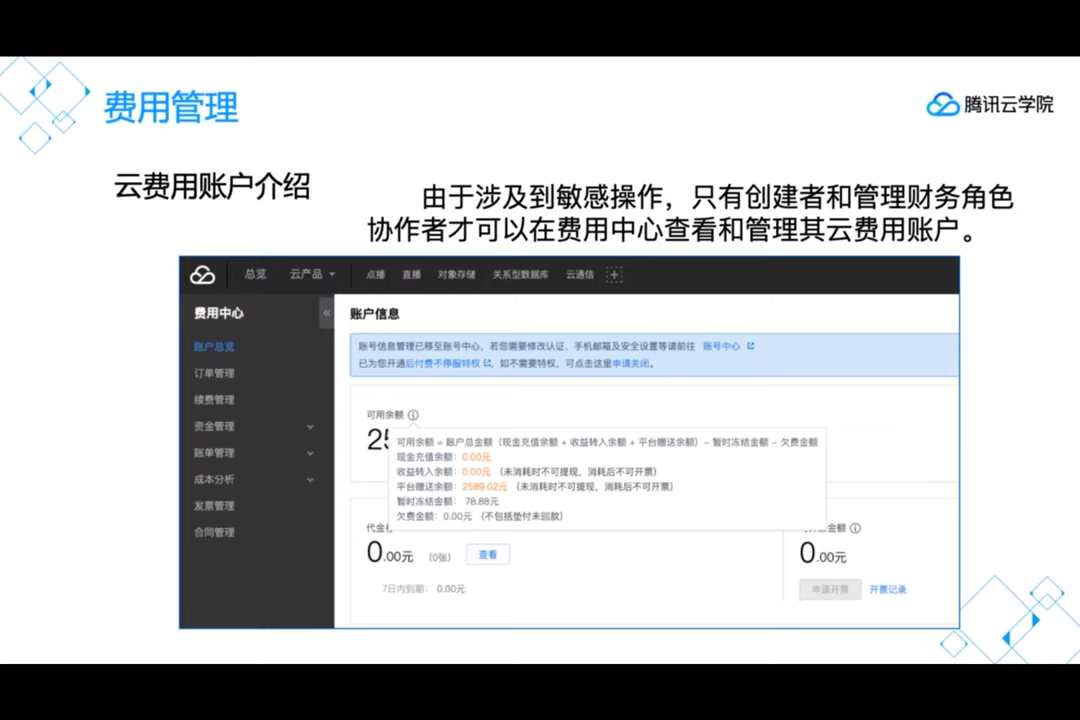 费用管理
腾讯云学院
云费用账户介绍
由于涉及到敏感操作，只有创建者和管理财务角色
协作者才可以在费用中心查看和管理其云费用账户。
总览 云产品 点播 直播 对象存储 关系型数据库 云通信
费用中心
账户总览
订单管理
续费管理
资金管理
账单管理
成本分析
发票管理
合同管理
账户信息
账号信息管理已移至账号中心，若您需要修改认证、手机邮箱及安全设置等请前往 账号中心
已为您开通后付费不停服特权，如不需要特权，可点击这里申请关闭。
可用余额
25
可用余额 = 账户总金额（现金充值余额 + 收益转入余额 + 平台赠送余额）- 暂时冻结金额 - 欠费金额
现金充值余额：0.00元
收益转入余额：0.00元 （未消耗时不可提现，消耗后不可开票）
平台赠送余额：2589.02元 （未消耗时不可提现，消耗后不可开票）
暂时冻结金额：78.88元
欠费金额：0.00元 （不包括垫付未回款）
代金
0.00元 (0张) 查看
7日内到期：0.00元
金额
0.00元
申请开票 开票记录